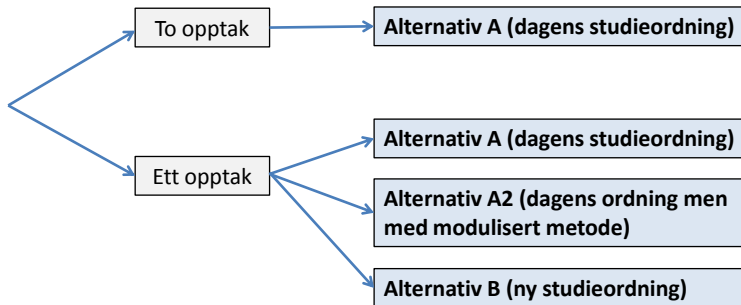 To opptak
Alternativ A (dagens studieordning)
Ett opptak
Alternativ A (dagens studieordning)
Alternativ A2 (dagens ordning men
med modulisert metode)
Alternativ B (ny studieordning)